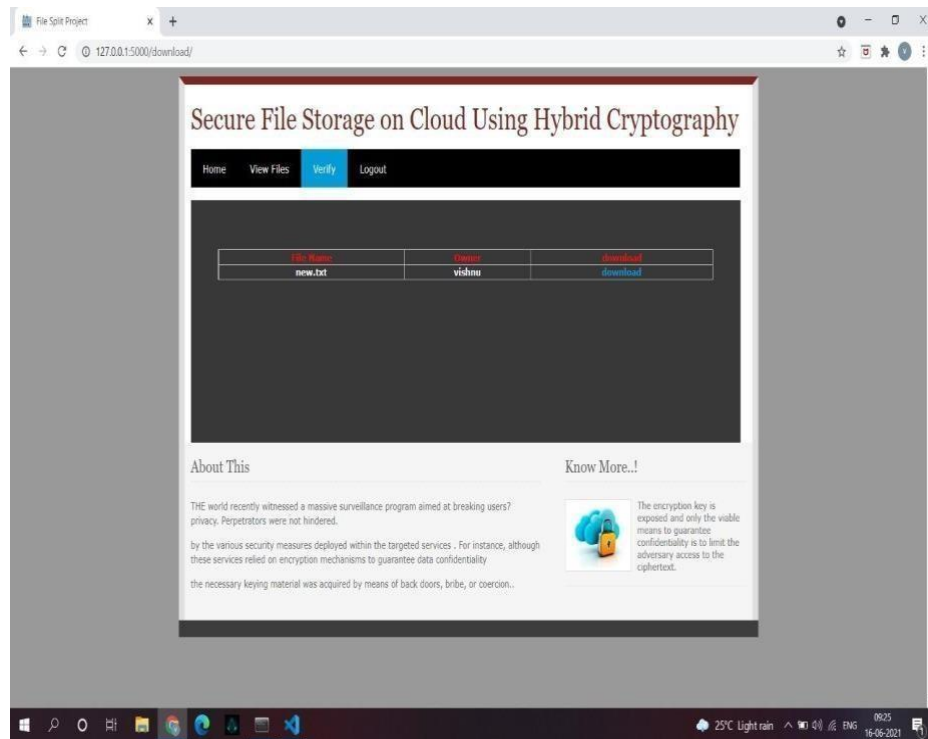 File Split Project
127.0.0.1:5000/download/
Secure File Storage on Cloud Using Hybrid Cryptography
Home View Files Verify Logout
File Name Owner download
new.txt vishnu download
About This
THE world recently witnessed a massive surveillance program aimed at breaking users?
privacy. Perpetrators were not hindered.
by the various security measures deployed within the targeted services . For instance, although
these services relied on encryption mechanisms to guarantee data confidentiality
the necessary keying material was acquired by means of back doors, bribe, or coercion..
Know More..!
The encryption key is
exposed and only the viable
means to guarantee
confidentiality is to limit the
adversary access to the
ciphertext.
25°C Light rain ENG
09:25
16-06-2021